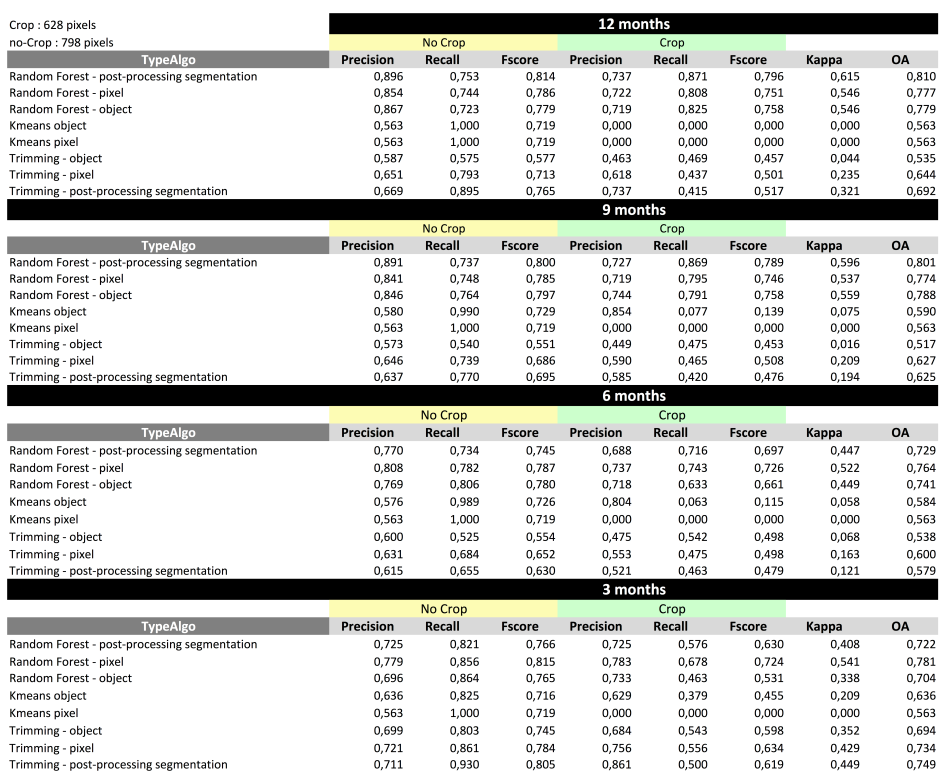 Crop : 628 pixels 12 months
no-Crop : 798 pixels No Crop Crop
TypeAlgo Precision Recall Fscore Precision Recall Fscore Kappa OA
Random Forest - post-processing segmentation 0,896 0,753 0,814 0,737 0,871 0,796 0,615 0,810
Random Forest - pixel 0,854 0,744 0,786 0,722 0,808 0,751 0,546 0,777
Random Forest - object 0,867 0,723 0,779 0,719 0,825 0,758 0,546 0,779
Kmeans object 0,563 1,000 0,719 0,000 0,000 0,000 0,000 0,563
Kmeans pixel 0,563 1,000 0,719 0,000 0,000 0,000 0,000 0,563
Trimming - object 0,587 0,575 0,577 0,463 0,469 0,457 0,044 0,535
Trimming - pixel 0,651 0,793 0,713 0,618 0,437 0,501 0,235 0,644
Trimming - post-processing segmentation 0,669 0,895 0,765 0,737 0,415 0,517 0,321 0,692
9 months
No Crop Crop
TypeAlgo Precision Recall Fscore Precision Recall Fscore Kappa OA
Random Forest - post-processing segmentation 0,891 0,737 0,800 0,727 0,869 0,789 0,596 0,801
Random Forest - pixel 0,841 0,748 0,785 0,719 0,795 0,746 0,537 0,774
Random Forest - object 0,846 0,764 0,797 0,744 0,791 0,758 0,559 0,788
Kmeans object 0,580 0,990 0,729 0,854 0,077 0,139 0,075 0,590
Kmeans pixel 0,563 1,000 0,719 0,000 0,000 0,000 0,000 0,563
Trimming - object 0,573 0,540 0,551 0,449 0,475 0,453 0,016 0,517
Trimming - pixel 0,646 0,739 0,686 0,590 0,465 0,508 0,209 0,627
Trimming - post-processing segmentation 0,637 0,770 0,695 0,585 0,420 0,476 0,194 0,625
6 months
No Crop Crop
TypeAlgo Precision Recall Fscore Precision Recall Fscore Kappa OA
Random Forest - post-processing segmentation 0,770 0,734 0,745 0,688 0,716 0,697 0,447 0,729
Random Forest - pixel 0,808 0,782 0,787 0,737 0,743 0,726 0,522 0,764
Random Forest - object 0,769 0,806 0,780 0,718 0,633 0,661 0,449 0,741
Kmeans object 0,576 0,989 0,726 0,804 0,063 0,115 0,058 0,584
Kmeans pixel 0,563 1,000 0,719 0,000 0,000 0,000 0,000 0,563
Trimming - object 0,600 0,525 0,554 0,475 0,542 0,498 0,068 0,538
Trimming - pixel 0,631 0,684 0,652 0,553 0,475 0,498 0,163 0,600
Trimming - post-processing segmentation 0,615 0,655 0,630 0,521 0,463 0,479 0,121 0,579
3 months
No Crop Crop
TypeAlgo Precision Recall Fscore Precision Recall Fscore Kappa OA
Random Forest - post-processing segmentation 0,725 0,821 0,766 0,725 0,576 0,630 0,408 0,722
Random Forest - pixel 0,779 0,856 0,815 0,783 0,678 0,724 0,541 0,781
Random Forest - object 0,696 0,864 0,765 0,733 0,463 0,531 0,338 0,704
Kmeans object 0,636 0,825 0,716 0,629 0,379 0,455 0,209 0,636
Kmeans pixel 0,563 1,000 0,719 0,000 0,000 0,000 0,000 0,563
Trimming - object 0,699 0,803 0,745 0,684 0,543 0,598 0,352 0,694
Trimming - pixel 0,721 0,861 0,784 0,756 0,556 0,634 0,429 0,734
Trimming - post-processing segmentation 0,711 0,930 0,805 0,861 0,500 0,619 0,449 0,749